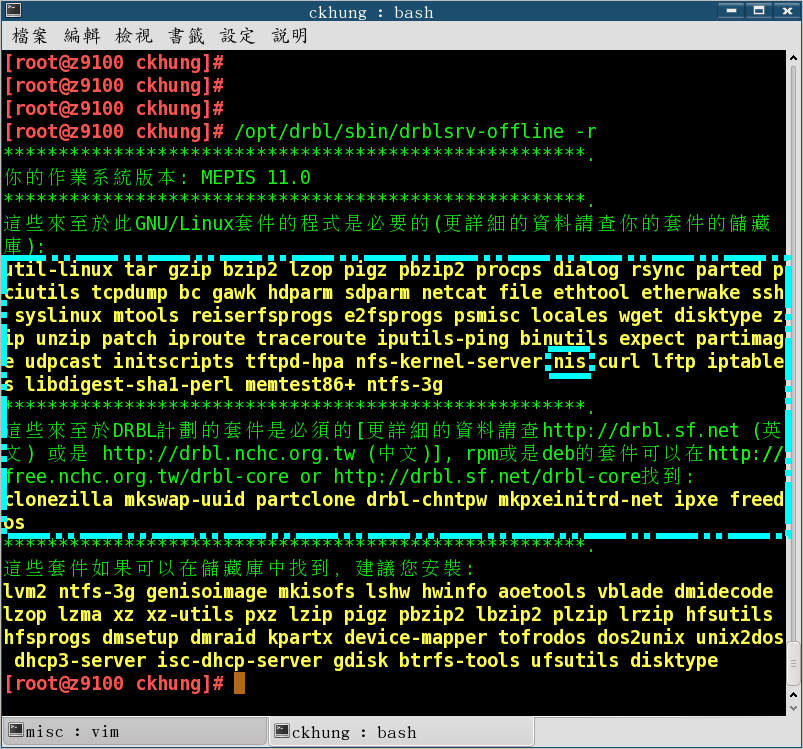 ckhung : bash
檔案 編輯 檢視 書籤 設定 說明
[root@z9100 ckhung]#
[root@z9100 ckhung]#
[root@z9100 ckhung]#
[root@z9100 ckhung]# /opt/drbl/sbin/drblsrv-offline -r
*****************************************************.
你的作業系統版本: MEPIS 11.0
*****************************************************.
這些來至於此GNU/Linux套件的程式是必要的(更詳細的資料請查你的套件的儲藏
庫):
util-linux tar gzip bzip2 lzop pigz pbzip2 procps dialog rsync parted p
ciutils tcpdump bc gawk hdparm sdparm netcat file ethtool etherwake ssh
syslinux mtools reiserfsprogs e2fsprogs psmisc locales wget disktype z
ip unzip patch iproute traceroute iputils-ping binutils expect partimag
e udpcast initscripts tftpd-hpa nfs-kernel-server nis curl lftp iptable
s libdigest-sha1-perl memtest86+ ntfs-3g
*****************************************************.
這些來至於DRBL計劃的套件是必須的[更詳細的資料請查http://drbl.sf.net (英
文) 或是 http://drbl.nchc.org.tw (中文)], rpm或是deb的套件可以在http://
free.nchc.org.tw/drbl-core or http://drbl.sf.net/drbl-core找到:
clonezilla mkswap-uuid partclone drbl-chntpw mkpxeinitrd-net ipxe freed
os
*****************************************************.
這些套件如果可以在儲藏庫中找到, 建議您安裝:
lvm2 ntfs-3g genisoimage mkisofs lshw hwinfo aoetools vblade dmidecode
lzop lzma xz xz-utils pxz lzip pigz pbzip2 lbzip2 plzip lrzip hfsutils
hfsprogs dmsetup dmraid kpartx device-mapper tofrodos dos2unix unix2dos
dhcp3-server isc-dhcp-server gdisk btrfs-tools ufsutils disktype
[root@z9100 ckhung]#
misc : vim
ckhung : bash